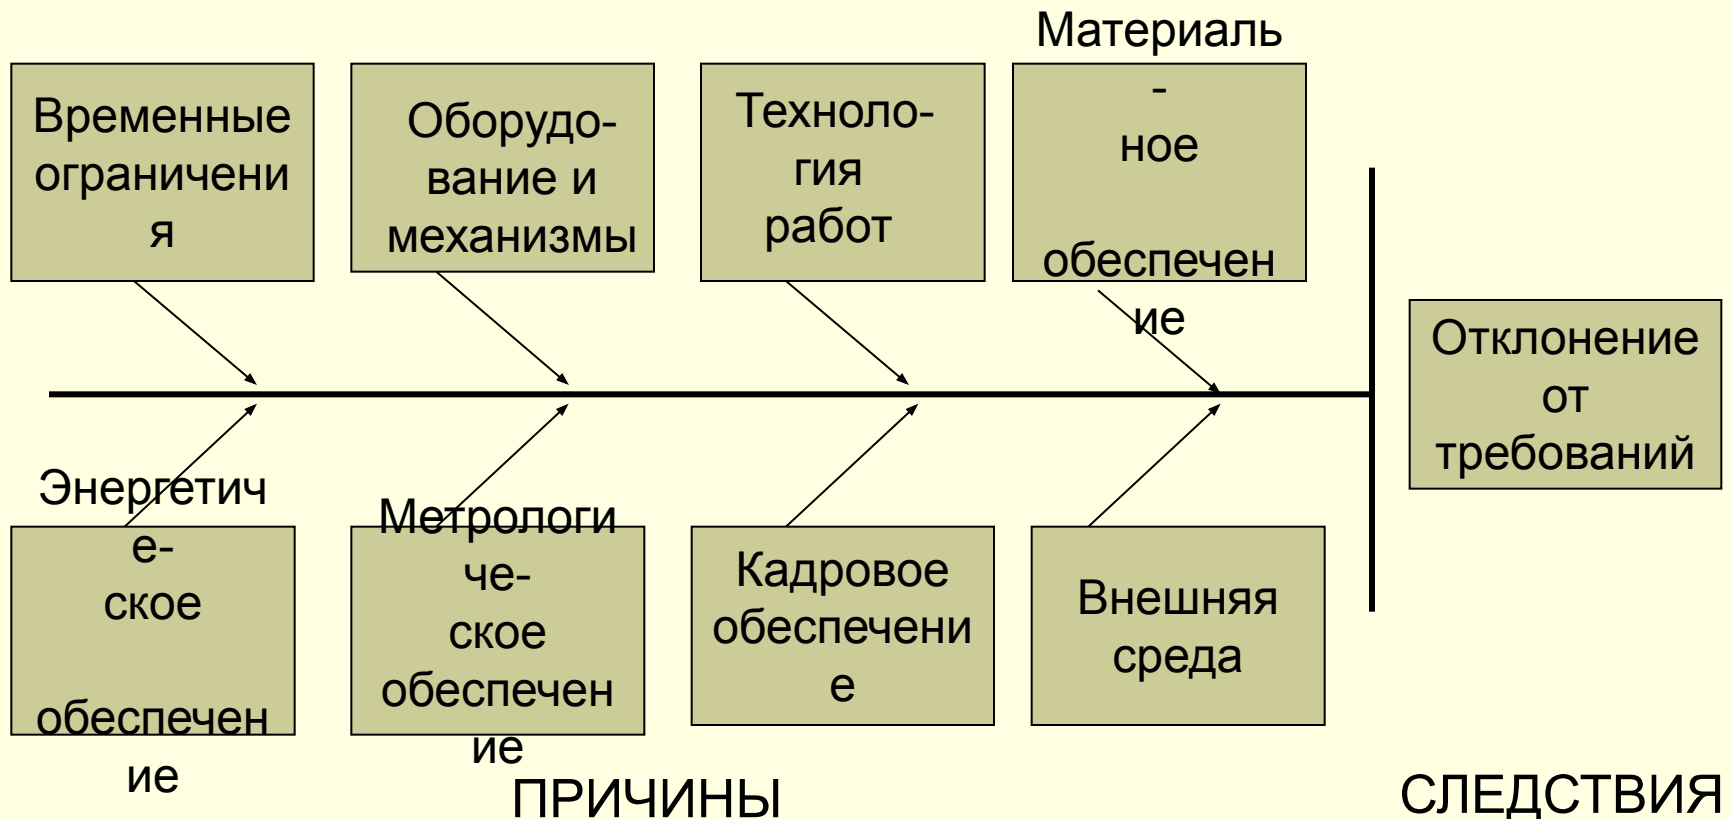 Временные
ограничени
я
Оборудо-
вание и
механизмы
Техноло-
гия
работ
Материаль
-
ное
обеспечен
ие
Отклонение
от
требований
Энергетич
е-
ское
обеспечен
ие
Метрологи
че-
ское
обеспечен
ие
Кадровое
обеспечени
е
Внешняя
среда
ПРИЧИНЫ
СЛЕДСТВИЯ